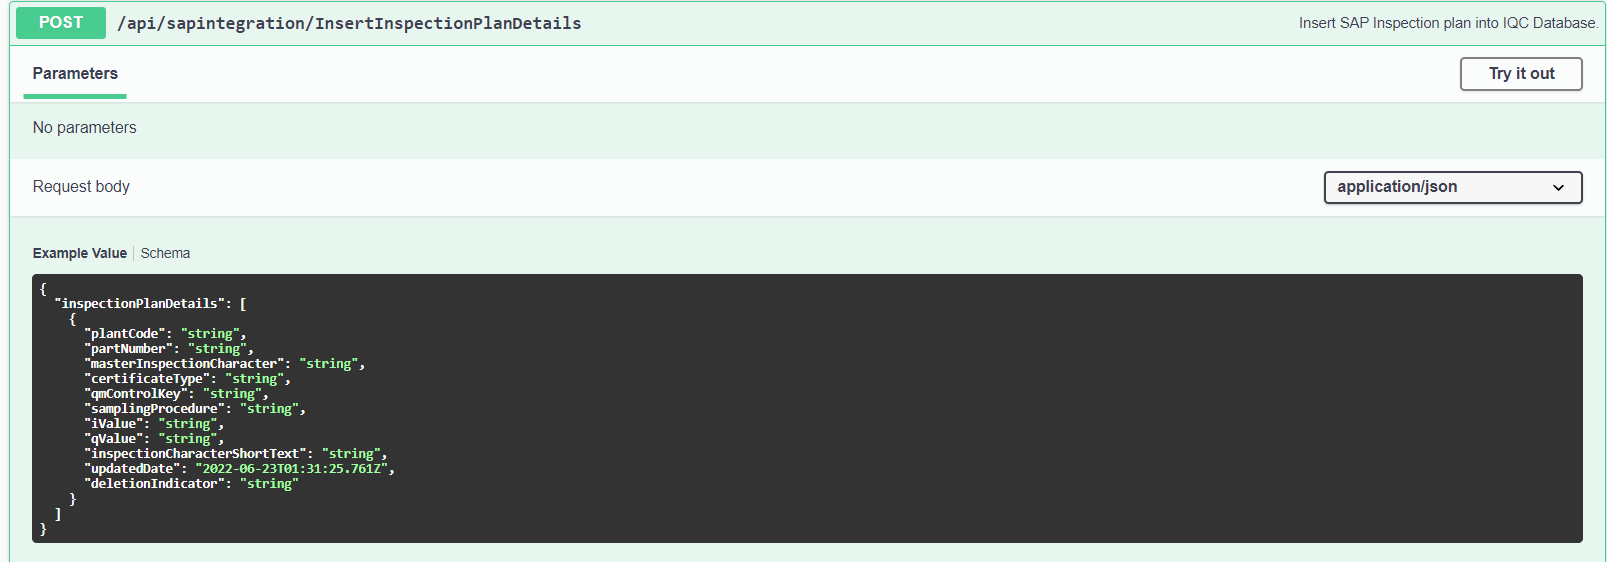 POST /api/sapintegration/InsertInspectionPlanDetails Insert SAP Inspection plan into IQC Database.
Parameters Try it out
No parameters
Request body application/json
Example Value Schema
{
  "inspectionPlanDetails": [
    {
      "plantCode": "string",
      "partNumber": "string",
      "masterInspectionCharacter": "string",
      "certificateType": "string",
      "qmControlKey": "string",
      "samplingProcedure": "string",
      "iValue": "string",
      "qValue": "string",
      "inspectionCharacterShortText": "string",
      "updatedDate": "2022-06-23T01:31:25.761Z",
      "deletionIndicator": "string"
    }
  ]
}